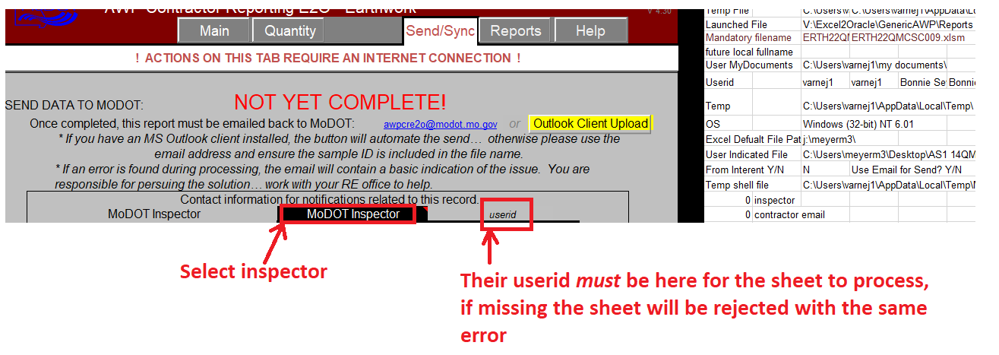 AWP Contractor Reporting E2O - Earthwork
V 4.30
Main Quantity Send/Sync Reports Help
! ACTIONS ON THIS TAB REQUIRE AN INTERNET CONNECTION !
SEND DATA TO MODOT: NOT YET COMPLETE!
Once completed, this report must be emailed back to MoDOT: awpcre2o@modot.mo.gov or Outlook Client Upload
* If you have an MS Outlook client installed, the button will automate the send… otherwise please use the
email address and ensure the sample ID is included in the file name.
* If an error is found during processing, the email will contain a basic indication of the issue. You are
responsible for persuing the solution… work with your RE office to help.
Contact information for notifications related to this record.
MoDOT Inspector MoDOT Inspector userid
Temp File C:\Users\v C:\Users\varnej1\AppData\Lo
Launched File V:\Excel2Oracle\GenericAWP\Reports
Mandatory filename ERTH22QM ERTH22QMCSC009.xlsm
future local fullname
User MyDocuments C:\Users\varnej1\my documents\
Userid varnej1 varnej1 Bonnie Se Bonnie
Temp C:\Users\varnej1\AppData\Local\Temp\
OS Windows (32-bit) NT 6.01
Excel Defualt File Pat j:\meyerm3\
User Indicated File C:\Users\meyerm3\Desktop\AS1 14QM
From Interent Y/N N Use Email for Send? Y/N
Temp shell file C:\Users\varnej1\AppData\Local\Temp\
0 inspector
0 contractor email
Select inspector
Their userid must be here for the sheet to process,
if missing the sheet will be rejected with the same
error